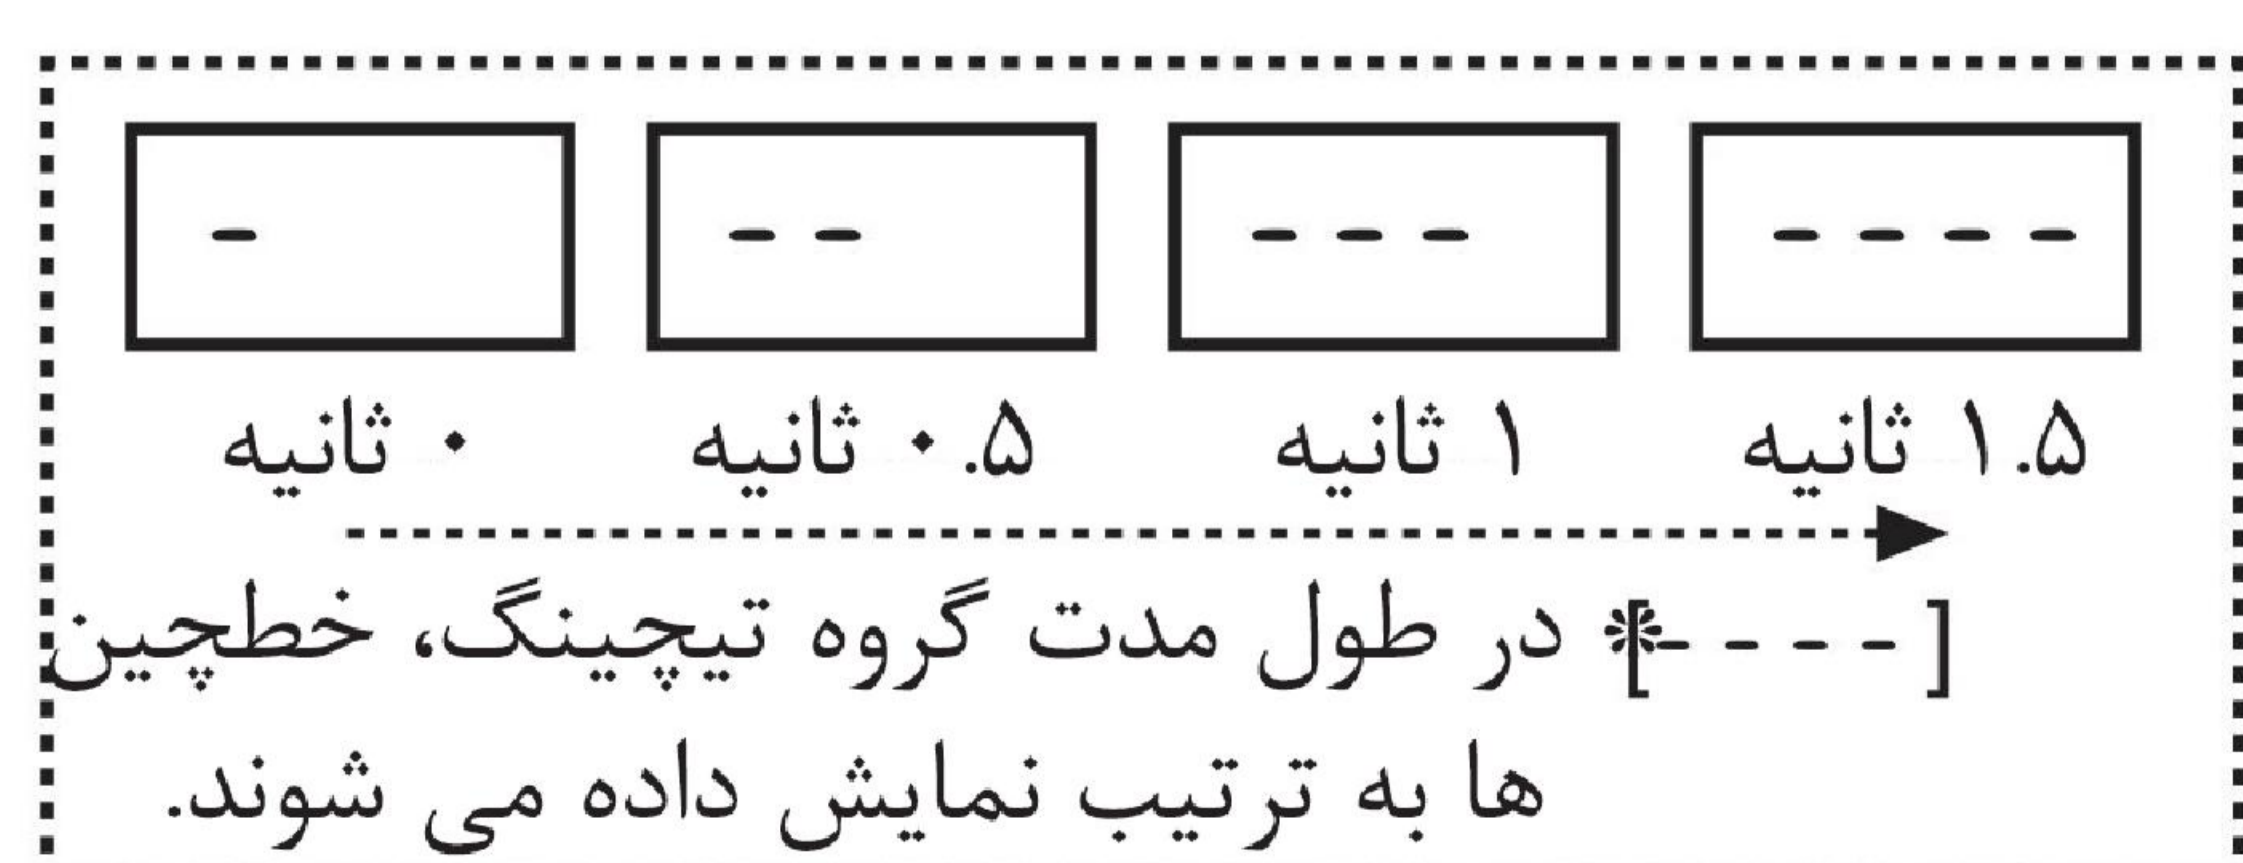 -
- -
- - -
- - - -
۰ ثانیه
۰.۵ ثانیه
۱ ثانیه
۱.۵ ثانیه
[- - - -]* در طول مدت گروه تیچینگ، خطچین
ها به ترتیب نمایش داده می شوند.